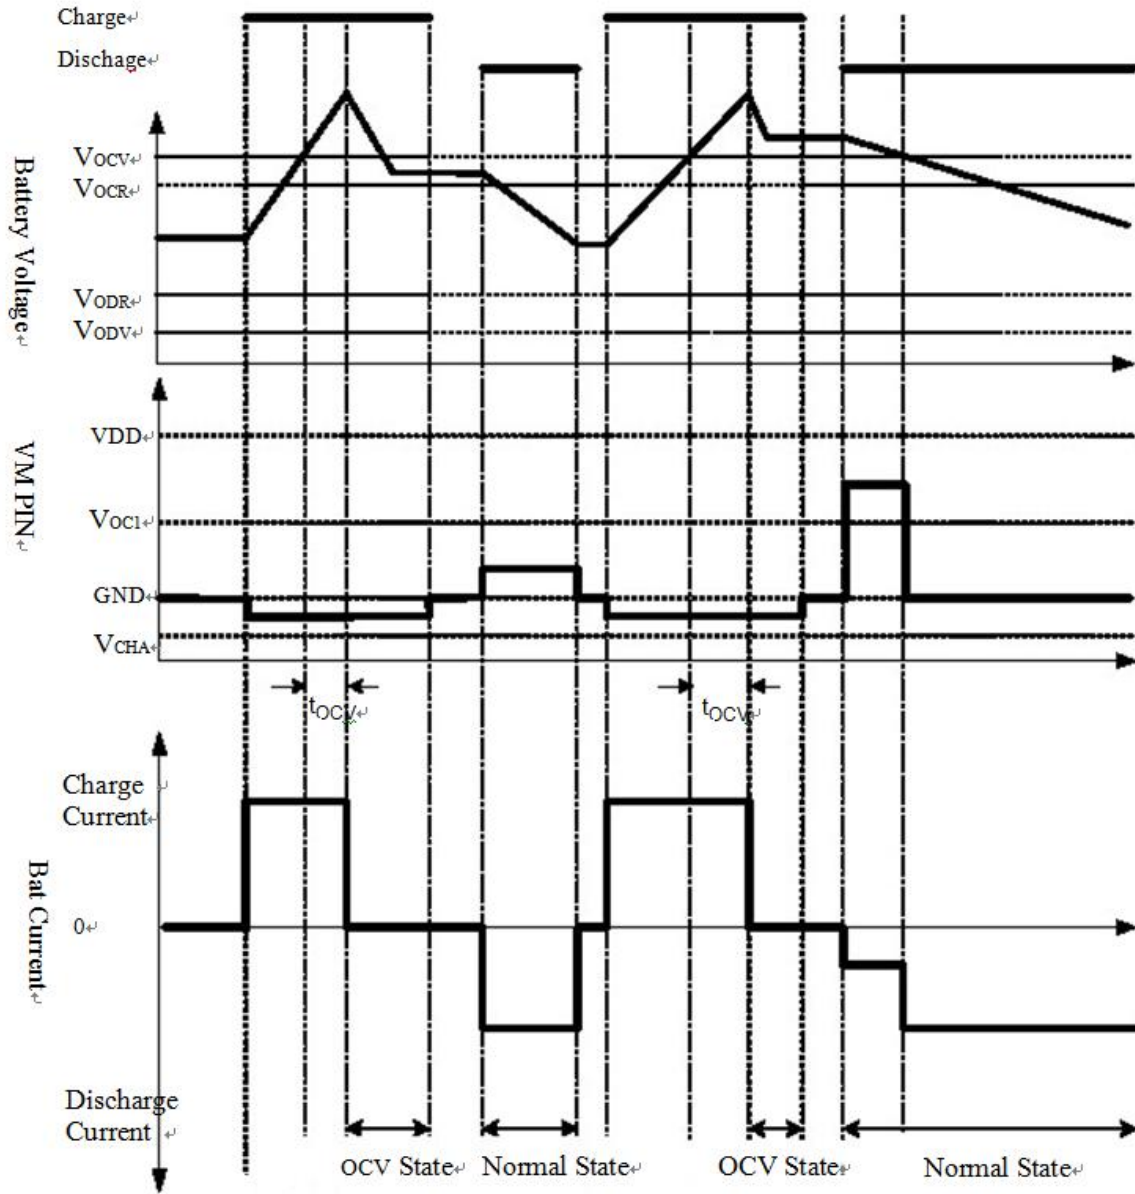 Charge
Dischage
Battery Voltage
VOCV
VOCR
VODR
VODV
VM PIN
VDD
VOC1
GND
VCHA
tOCV
tOCV
Bat Current
Charge
Current
0
Discharge
Current
OCV State
Normal State
OCV State
Normal State